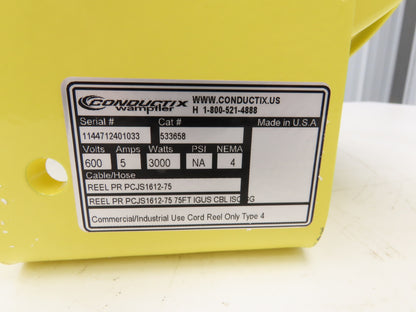 CONDUCTIX
wampfler
WWW.CONDUCTIX.US
H 1-800-521-4888
Serial # Cat # Made in U.S.A
1144712401033 533658
Volts Amps Watts PSI NEMA
600 5 3000 NA 4
Cable/Hose
REEL PR PCJS1612-75
REEL PR PCJS1612-75 75FT IGUS CBL ISO GG
Commercial/Industrial Use Cord Reel Only Type 4